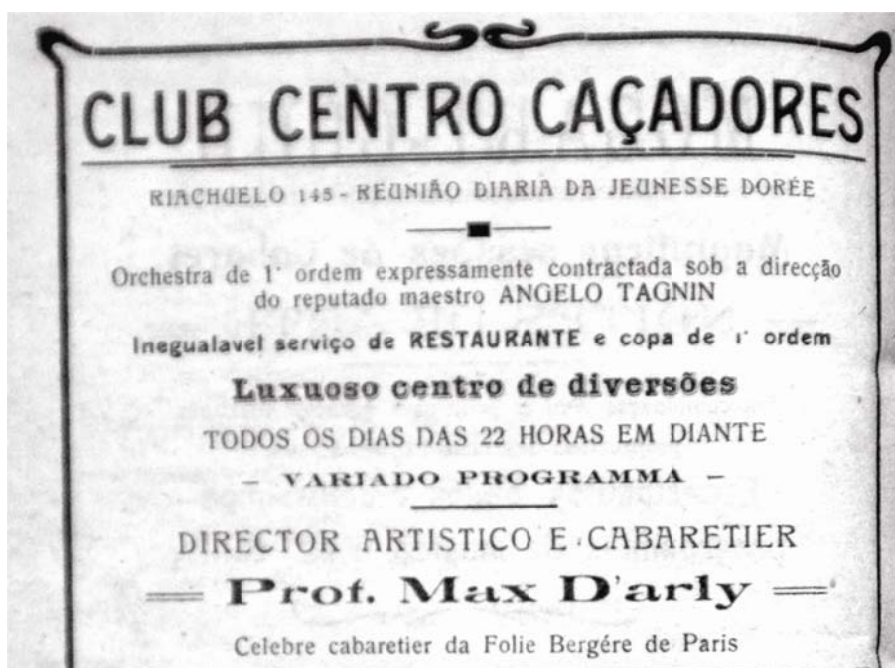 CLUB CENTRO CAÇADORES
RIACHUELO 145 - REUNIÃO DIARIA DA JEUNESSE DORÉE
Orchestra de 1ª ordem expressamente contractada sob a direcção
do reputado maestro ANGELO TAGNIN
Inegualavel serviço de RESTAURANTE e copa de 1ª ordem
Luxuoso centro de diversões
TODOS OS DIAS DAS 22 HORAS EM DIANTE
- VARIADO PROGRAMMA -
DIRECTOR ARTISTICO E CABARETIER
Prof. Max D'arly
Celebre cabaretier da Folie Bergére de Paris